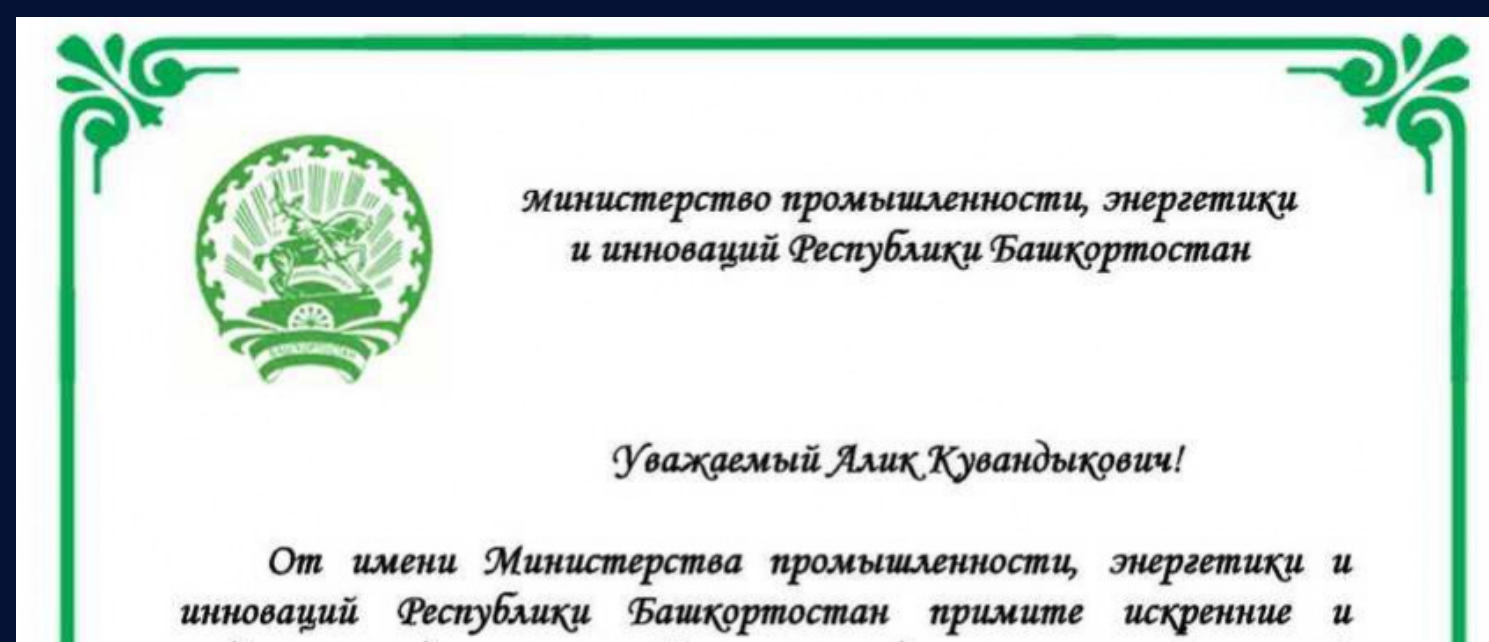 Министерство промышленности, энергетики
и инноваций Республики Башкортостан
БАШКОРТОСТАН
Уважаемый Алик Кувандыкович!
От имени Министерства промышленности, энергетики и
инноваций Республики Башкортостан примите искренние и